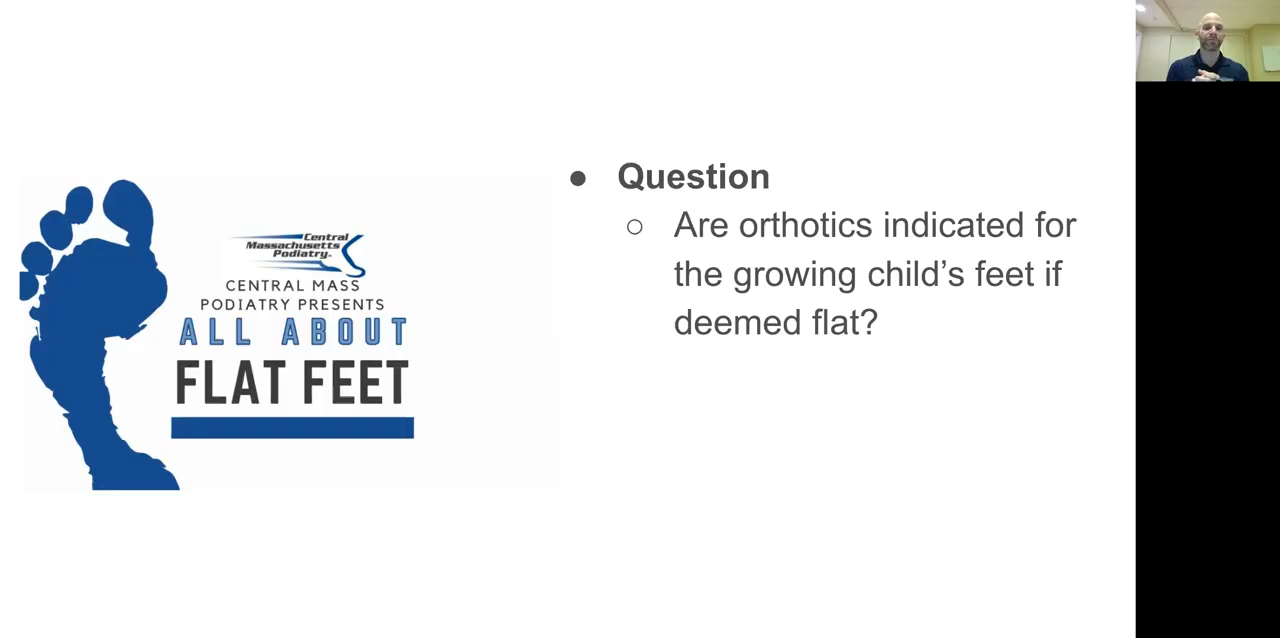 Central
Massachusetts
Podiatry
CENTRAL MASS
PODIATRY PRESENTS
ALL ABOUT
FLAT FEET
● Question
○ Are orthotics indicated for
the growing child's feet if
deemed flat?